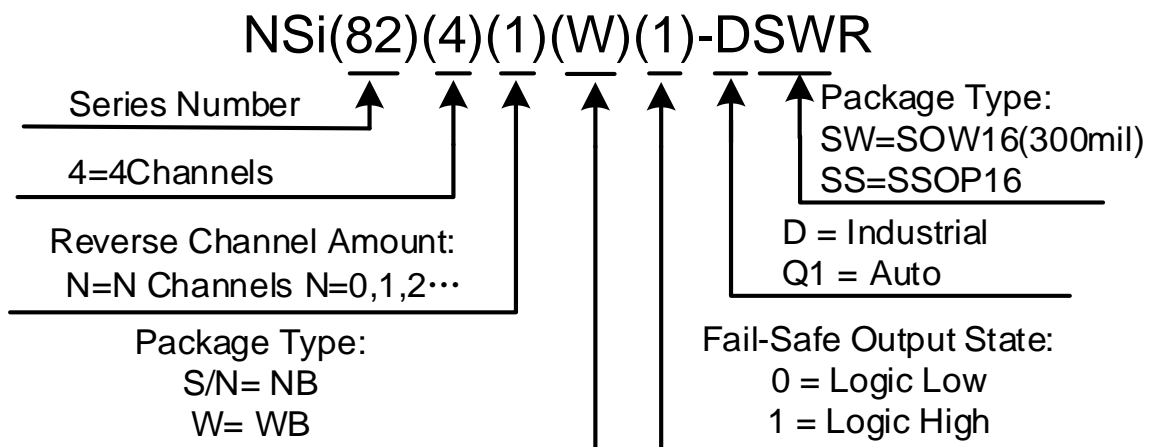 NSi(82)(4)(1)(W)(1)-DSWR
Series Number
4=4Channels
Reverse Channel Amount:
N=N Channels N=0,1,2···
Package Type:
S/N= NB
W= WB
Package Type:
SW=SOW16(300mil)
SS=SSOP16
D = Industrial
Q1 = Auto
Fail-Safe Output State:
0 = Logic Low
1 = Logic High